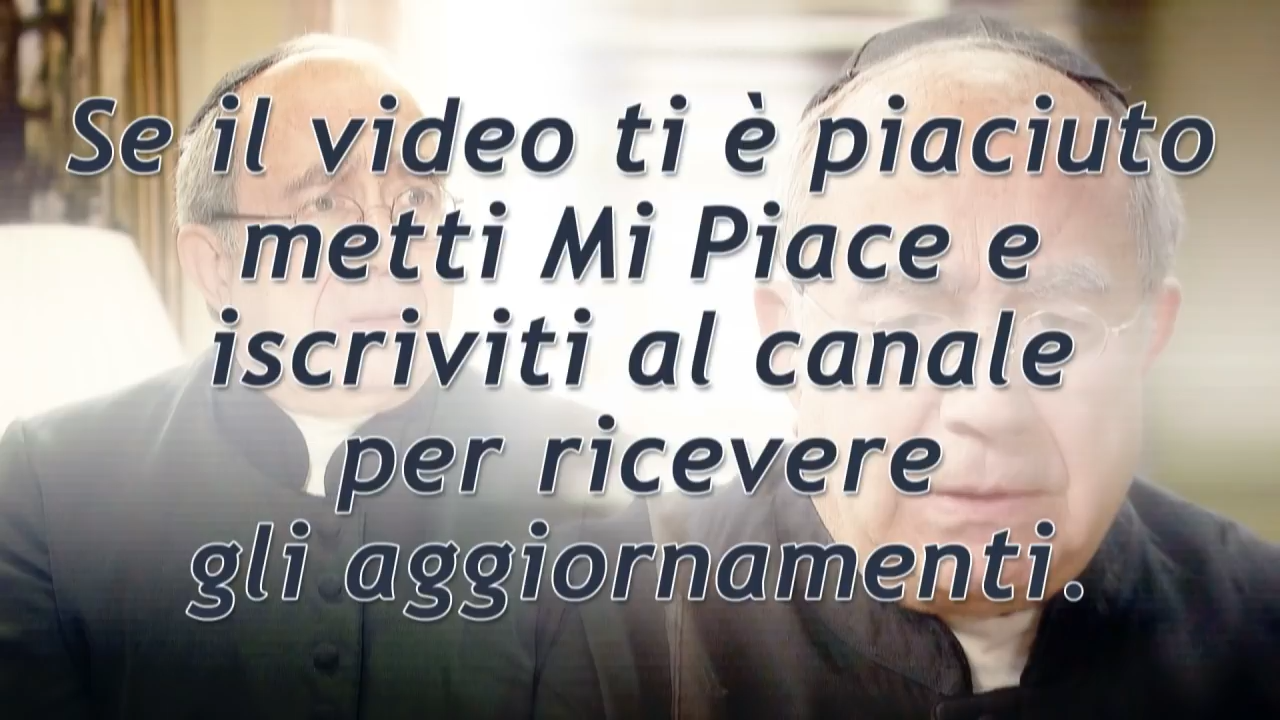 Se il video ti è piaciuto
metti Mi Piace e
iscriviti al canale
per ricevere
gli aggiornamenti.